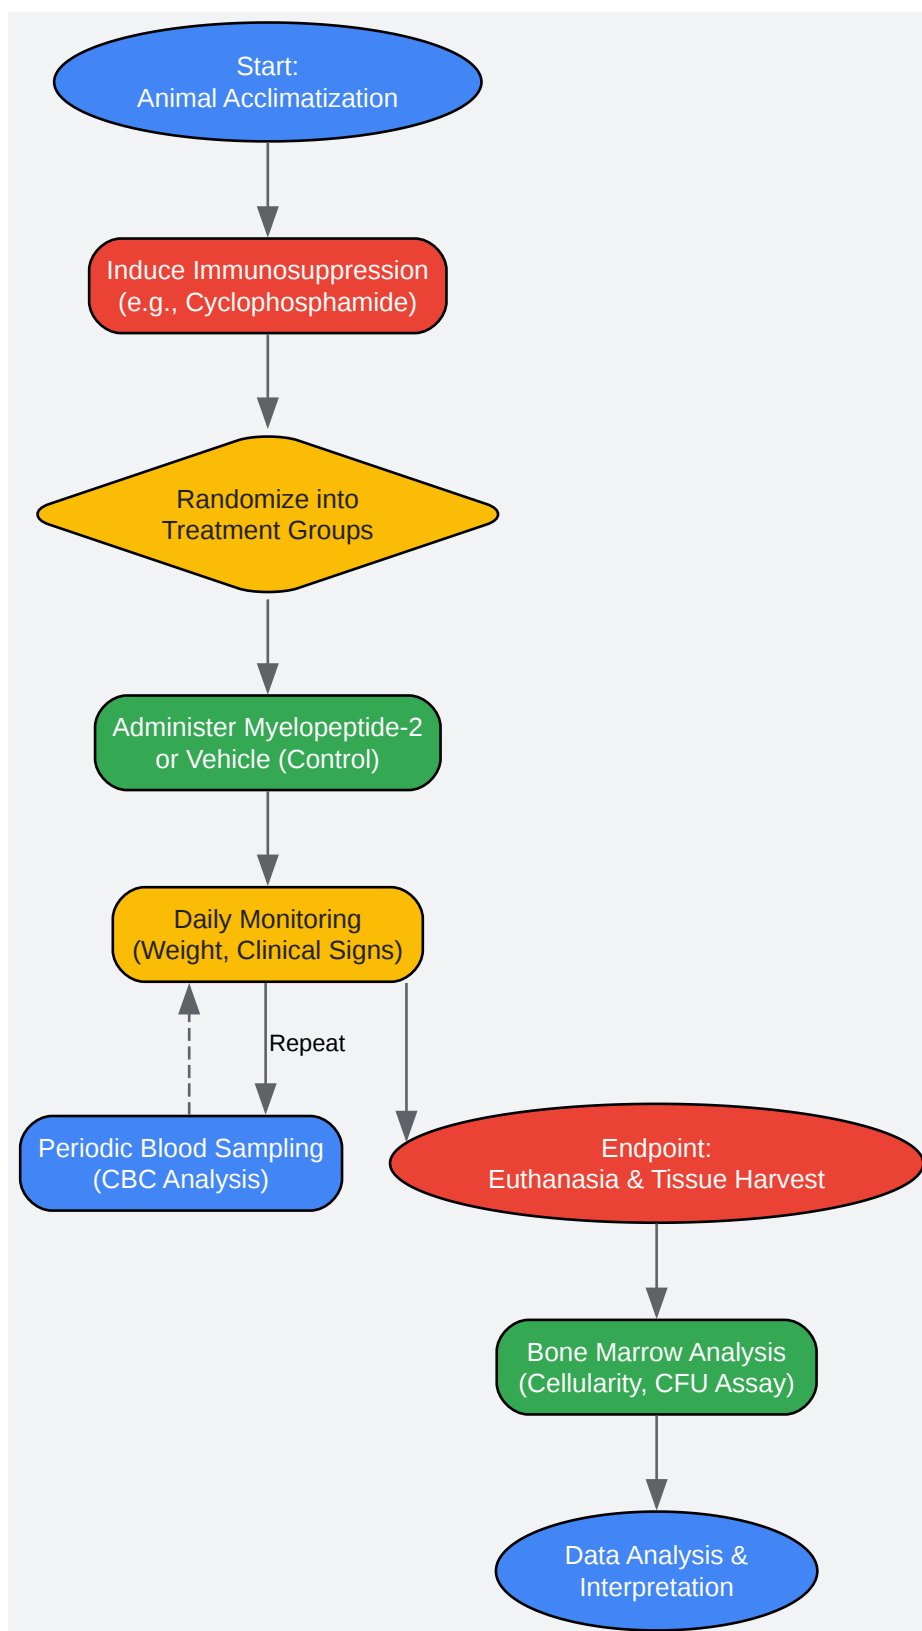 Start:
Animal Acclimatization
Induce Immunosuppression
(e.g., Cyclophosphamide)
Randomize into
Treatment Groups
Administer Myelopeptide-2
or Vehicle (Control)
Daily Monitoring
(Weight, Clinical Signs)
Repeat
Periodic Blood Sampling
(CBC Analysis)
Endpoint:
Euthanasia & Tissue Harvest
Bone Marrow Analysis
(Cellularity, CFU Assay)
Data Analysis &
Interpretation